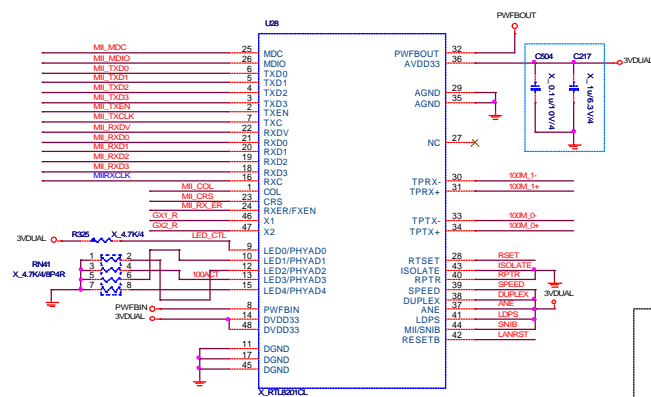 PWFBOUT
U28
MII_MDC 25 MDC PWFBOUT 32
MII_MDIO 26 MDIO AVDD33 36
C504 C217
3VDUAL
X_0.1u/10V/4 X_1u/6.3V/4
MII_TXD0 6 TXD0
MII_TXD1 5 TXD1
MII_TXD2 4 TXD2 AGND 29
MII_TXD3 3 TXD3 AGND 35
MII_TXEN 2 TXEN
MII_TXCLK 7 TXC
MII_RXDV 22 RXDV
MII_RXD0 21 RXD0 NC 27
MII_RXD1 20 RXD1
MII_RXD2 19 RXD2
MII_RXD3 18 RXD3
MIIRXCLK 16 RXC TPRX- 30 100M_1-
MII_COL 1 COL TPRX+ 31 100M_1+
MII_CRS 23 CRS
MII_RX_ER 24 RXER/FXEN
GX1_R 46 X1 TPTX- 33 100M_0-
GX2_R 47 X2 TPTX+ 34 100M_0+
3VDUAL R325 X_4.7K/4 LED_CTL
9 LED0/PHYAD0 RTSET 28 RSET
RN41
X_4.7K/4/8P4R
1 2 10 LED1/PHYAD1 ISOLATE 43 ISOLATE
3 4 12 LED2/PHYAD2 RPTR 40 RPTR
5 6 100ACT 13 LED3/PHYAD3 SPEED 39 SPEED
7 8 15 LED4/PHYAD4 DUPLEX 38 DUPLEX
3VDUAL
ANE 37 ANE
PWFBIN 8 PWFBIN LDPS 41 LDPS
3VDUAL 14 DVDD33 MII/SNIB 44 SNIB
48 DVDD33 RESETB 42 LANRST
11 DGND
17 DGND
45 DGND
X_RTL8201CL